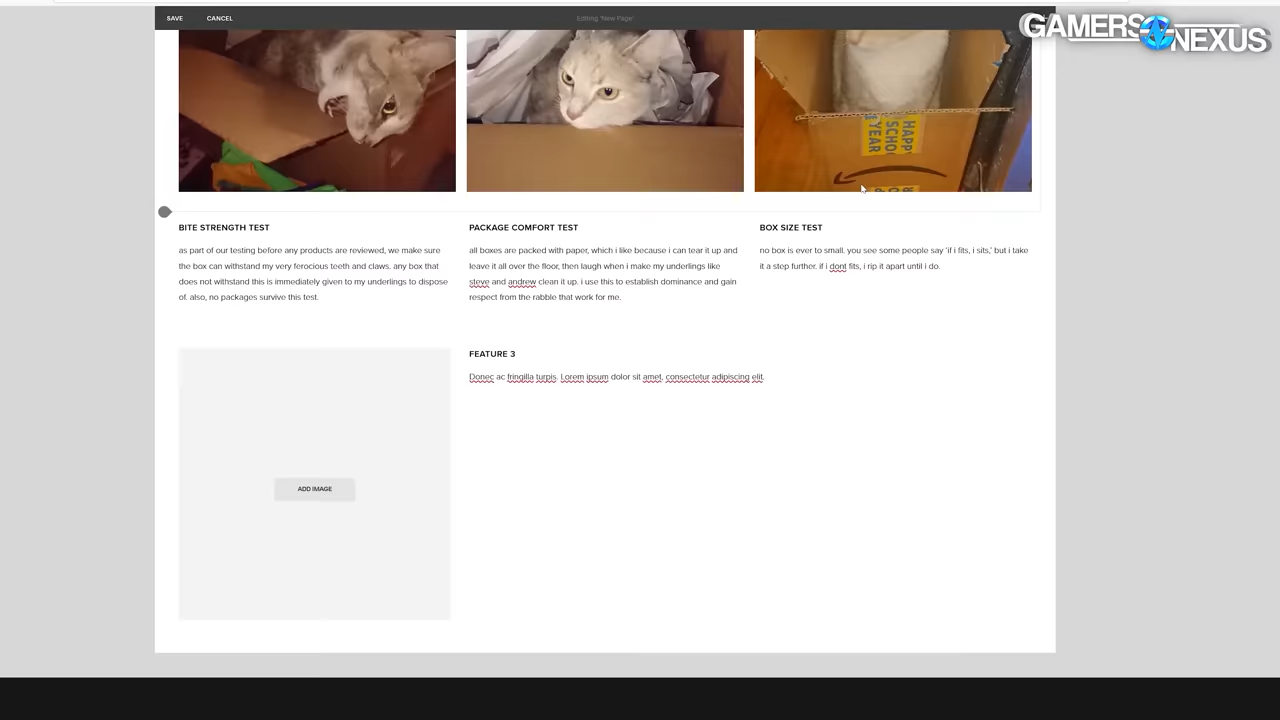 SAVE
CANCEL
Editing "New Page"
GAMERS NEXUS
HAPPY
SCHO
YEAR
BITE STRENGTH TEST
as part of our testing before any products are reviewed, we make sure
the box can withstand my very ferocious teeth and claws. any box that
does not withstand this is immediately given to my underlings to dispose
of. also, no packages survive this test.
PACKAGE COMFORT TEST
all boxes are packed with paper, which i like because i can tear it up and
leave it all over the floor, then laugh when i make my underlings like
steve and andrew clean it up. i use this to establish dominance and gain
respect from the rabble that work for me.
BOX SIZE TEST
no box is ever to small. you see some people say 'if i fits, i sits,' but i take
it a step further. if i dont fits, i rip it apart until i do.
FEATURE 3
Donec ac fringilla turpis. Lorem ipsum dolor sit amet, consectetur adipiscing elit.
ADD IMAGE